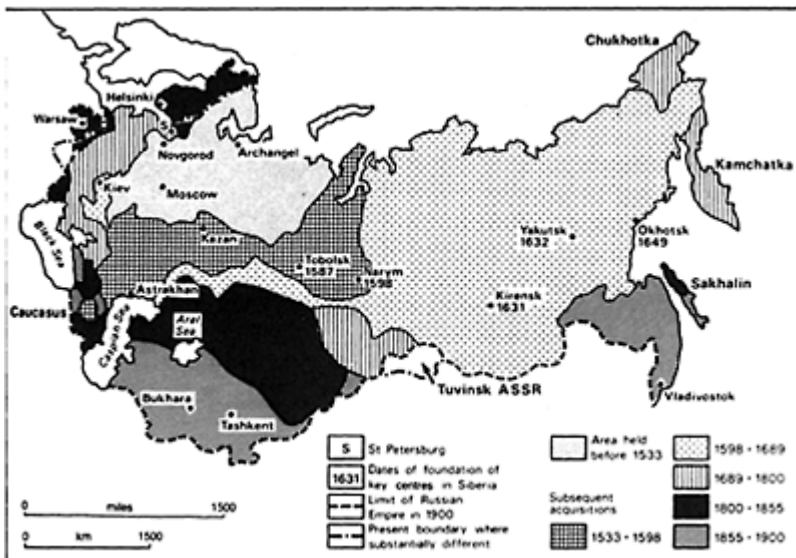 Chukhotka
Helsinki
Warsaw
S
Novgorod
Archangel
Kamchatka
Kiev
Moscow
Black Sea
Kazan
Yakutsk
1632
Okhotsk
1649
Tobolsk
1587
Narym
1598
Astrakhan
Sakhalin
Caucasus
Kirensk
1631
Caspian Sea
Aral
Sea
Tuvinsk ASSR
Vladivostok
Bukhara
Tashkent
S
St Petersburg
1631
Dates of foundation of
key centres in Siberia
Limit of Russian
Empire in 1900
Present boundary where
substantially different
Area held
before 1533
Subsequent
acquisitions
1533 - 1598
1598 - 1689
1689 - 1800
1800 - 1855
1855 - 1900
0 miles 1500
0 km 1500